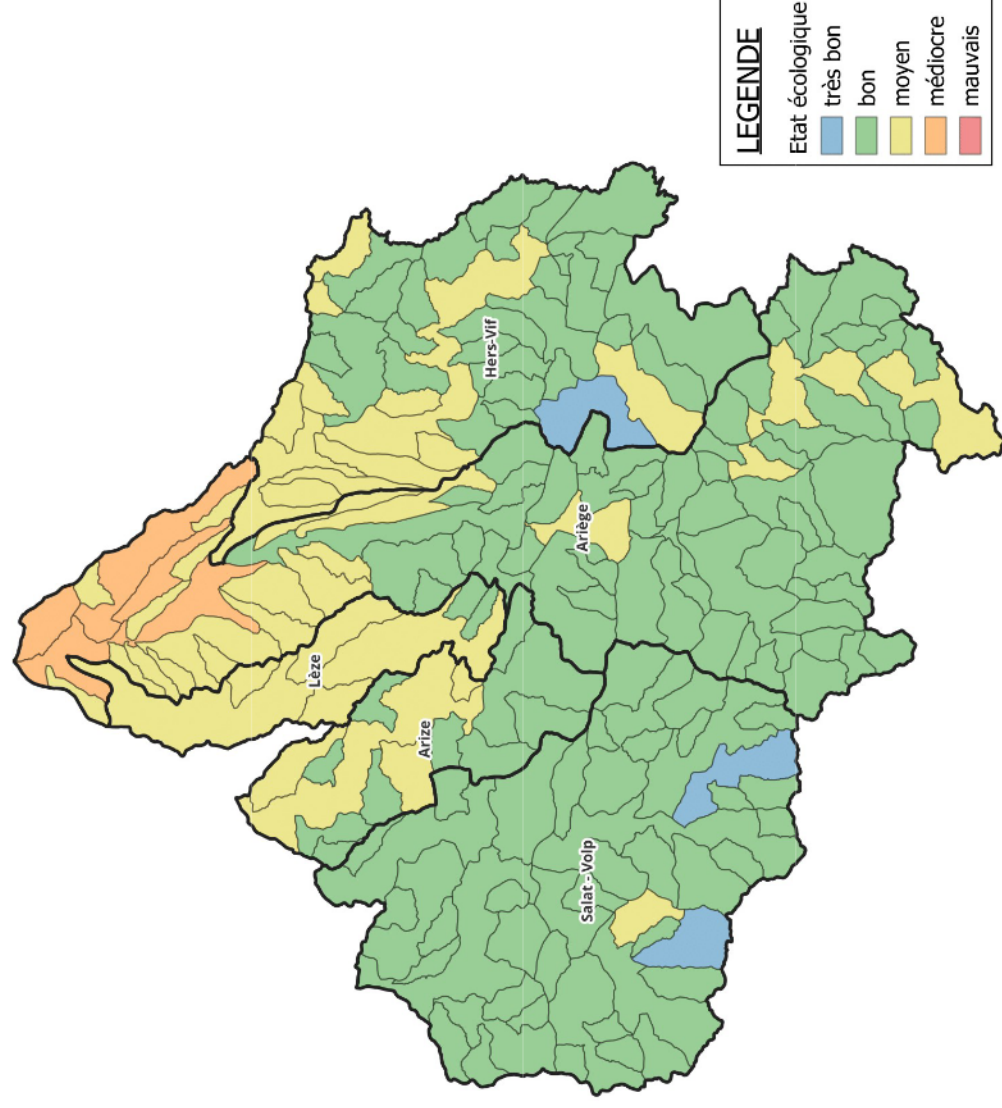 LEGENDE
Etat écologique
très bon
bon
moyen
médiocre
mauvais
Hers-Vif
Ariège
Lèze
Arize
Salat - Volp